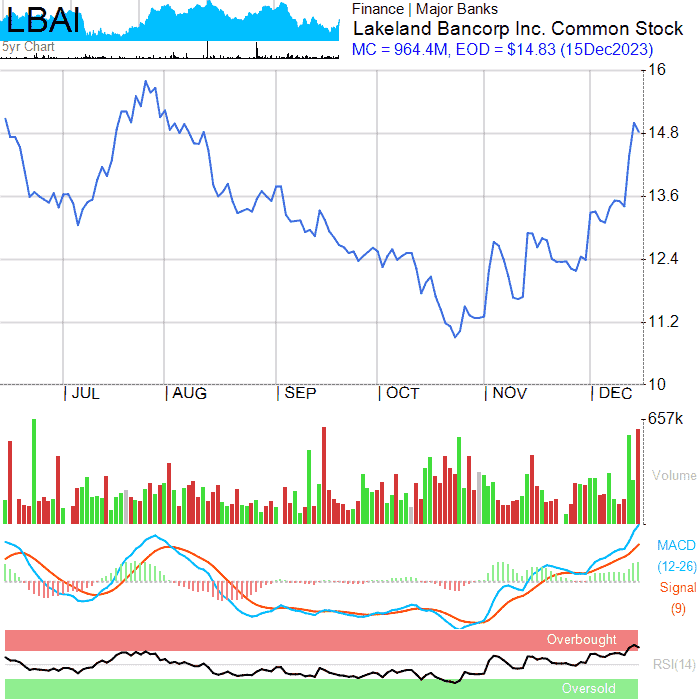 LBAI
5yr Chart
Finance | Major Banks
Lakeland Bancorp Inc. Common Stock
MC = 964.4M, EOD = $14.83 (15Dec2023)
16
14.8
13.6
12.4
11.2
10
JUL AUG SEP OCT NOV DEC
657k
Volume
MACD
(12-26)
Signal
(9)
Overbought
RSI(14)
Oversold